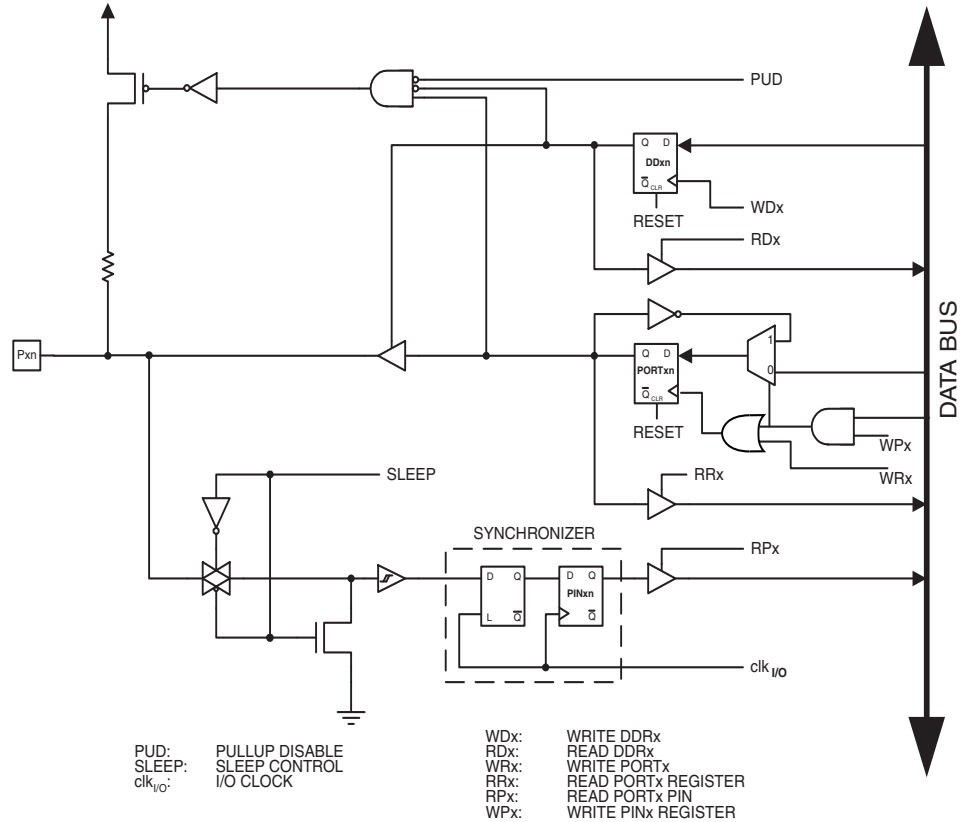 PUD
Q D
DDxn
Q CLR
WDx
RESET
RDx
DATA BUS
Pxn
1
Q D
PORTxn
0
Q CLR
RESET
WPx
WRx
SLEEP
RRx
SYNCHRONIZER
RPx
D Q
D Q
PINxn
L Q
Q
clk I/O
PUD: PULLUP DISABLE
SLEEP: SLEEP CONTROL
clkI/O: I/O CLOCK
WDx: WRITE DDRx
RDx: READ DDRx
WRx: WRITE PORTx
RRx: READ PORTx REGISTER
RPx: READ PORTx PIN
WPx: WRITE PINx REGISTER